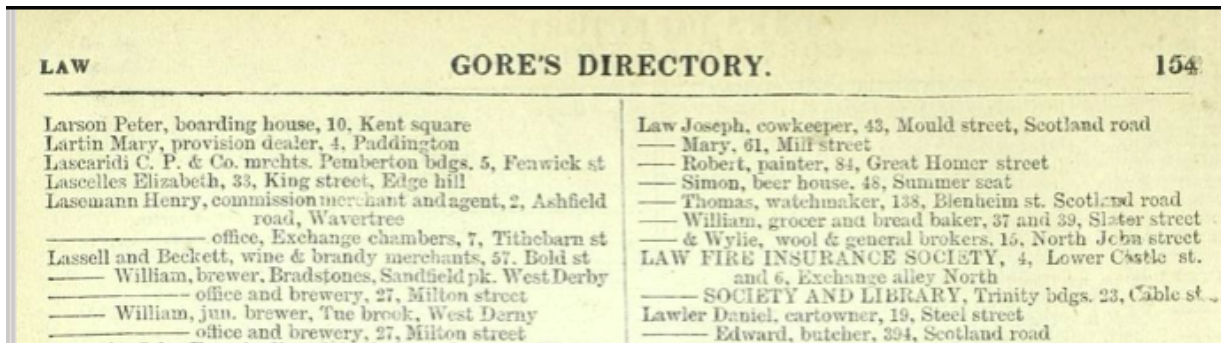 LAW GORE'S DIRECTORY. 154
Larson Peter, boarding house, 10, Kent square
Lartin Mary, provision dealer, 4, Paddington
Lascaridi C. P. & Co. mrchts. Pemberton bdgs. 5, Fenwick st
Lascelles Elizabeth, 33, King street, Edge hill
Lasemann Henry, commission merchant and agent, 2, Ashfield
road, Wavertree
——— office, Exchange chambers, 7, Tithebarn st
Lassell and Beckett, wine & brandy merchants, 57. Bold st
—— William, brewer, Bradstones, Sandfield pk. West Derby
——— office and brewery, 27, Milton street
—— William, jun. brewer, Tue brook, West Derny
——— office and brewery, 27, Milton street
Law Joseph, cowkeeper, 43, Mould street, Scotland road
—— Mary, 61, Mill street
—— Robert, painter, 84, Great Homer street
—— Simon, beer house. 48, Summer seat
—— Thomas, watchmaker, 138, Blenheim st. Scotland road
—— William, grocer and bread baker, 37 and 39, Slater street
—— & Wylie, wool & general brokers, 15, North John street
LAW FIRE INSURANCE SOCIETY, 4, Lower Castle st.
and 6, Exchange alley North
—— SOCIETY AND LIBRARY, Trinity bdgs. 23, Cable st.
Lawler Daniel, cartowner, 19, Steel street
—— Edward, butcher, 394, Scotland road